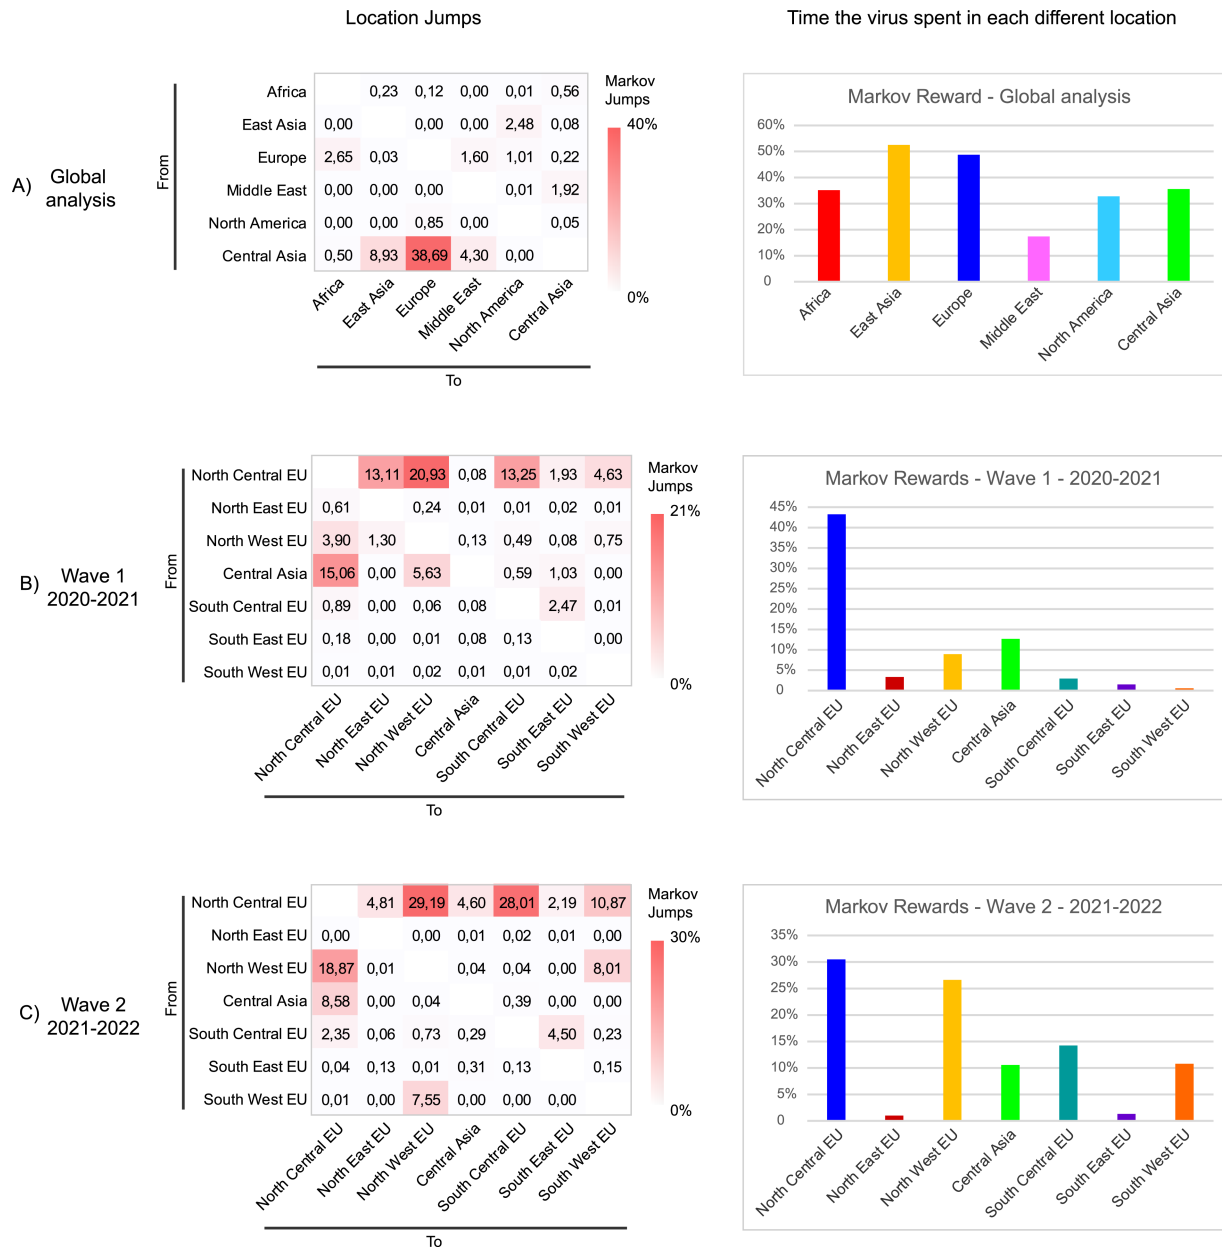 Location Jumps
Time the virus spent in each different location
A) Global
analysis
From
Africa 0,23 0,12 0,00 0,01 0,56
East Asia 0,00 0,00 0,00 2,48 0,08
Europe 2,65 0,03 1,60 1,01 0,22
Middle East 0,00 0,00 0,00 0,01 1,92
North America 0,00 0,00 0,85 0,00 0,05
Central Asia 0,50 8,93 38,69 4,30 0,00
Africa East Asia Europe Middle East North America Central Asia
To
Markov
Jumps
40%
0%
Markov Reward - Global analysis
60%
50%
40%
30%
20%
10%
0
Africa East Asia Europe Middle East North America Central Asia
B) Wave 1
2020-2021
From
North Central EU 13,11 20,93 0,08 13,25 1,93 4,63
North East EU 0,61 0,24 0,01 0,01 0,02 0,01
North West EU 3,90 1,30 0,13 0,49 0,08 0,75
Central Asia 15,06 0,00 5,63 0,59 1,03 0,00
South Central EU 0,89 0,00 0,06 0,08 2,47 0,01
South East EU 0,18 0,00 0,01 0,08 0,13 0,00
South West EU 0,01 0,01 0,02 0,01 0,01 0,02
North Central EU North East EU North West EU Central Asia South Central EU South East EU South West EU
To
Markov
Jumps
21%
0%
Markov Rewards - Wave 1 - 2020-2021
45%
40%
35%
30%
25%
20%
15%
10%
5%
0
North Central EU North East EU North West EU Central Asia South Central EU South East EU South West EU
C) Wave 2
2021-2022
From
North Central EU 4,81 29,19 4,60 28,01 2,19 10,87
North East EU 0,00 0,00 0,01 0,02 0,01 0,00
North West EU 18,87 0,01 0,04 0,04 0,00 8,01
Central Asia 8,58 0,00 0,04 0,39 0,00 0,00
South Central EU 2,35 0,06 0,73 0,29 4,50 0,23
South East EU 0,04 0,13 0,01 0,31 0,13 0,15
South West EU 0,01 0,00 7,55 0,00 0,00 0,00
North Central EU North East EU North West EU Central Asia South Central EU South East EU South West EU
To
Markov
Jumps
30%
0%
Markov Rewards - Wave 2 - 2021-2022
35%
30%
25%
20%
15%
10%
5%
0
North Central EU North East EU North West EU Central Asia South Central EU South East EU South West EU